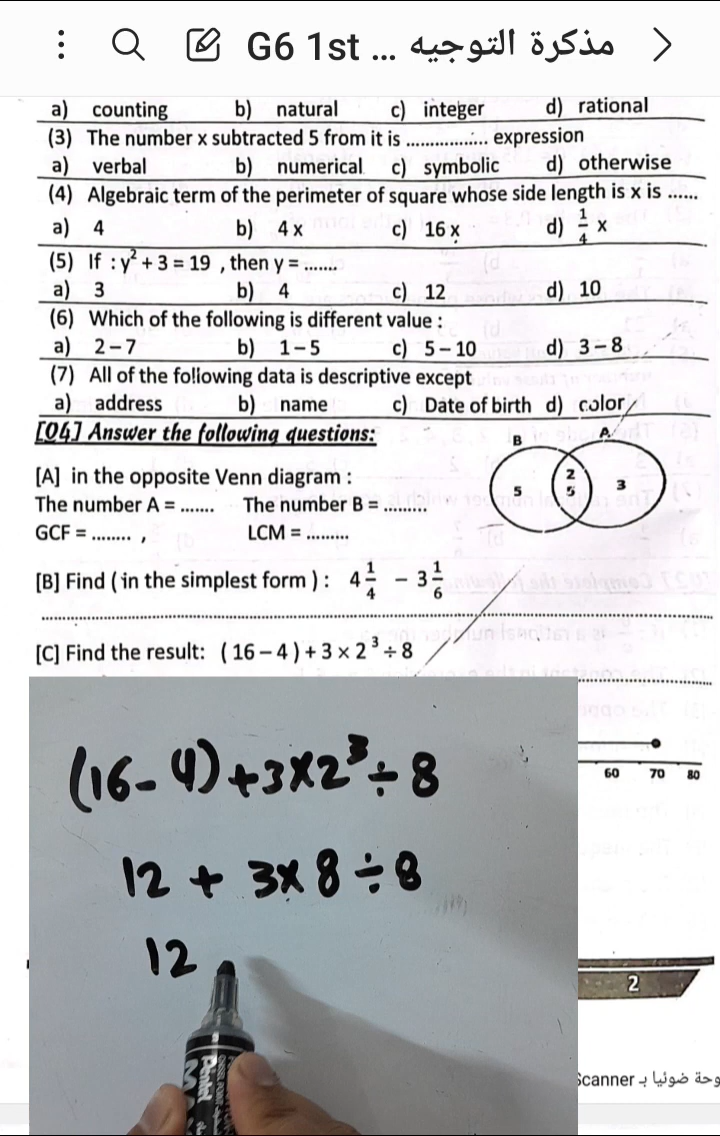 G6 1st ... مذكرة التوجيه
a) counting b) natural c) integer d) rational
(3) The number x subtracted 5 from it is ................ expression
a) verbal b) numerical c) symbolic d) otherwise
(4) Algebraic term of the perimeter of square whose side length is x is ......
a) 4 b) 4 x c) 16 x d) 1/4 x
(5) If : y² + 3 = 19 , then y = .......
a) 3 b) 4 c) 12 d) 10
(6) Which of the following is different value :
a) 2 – 7 b) 1 – 5 c) 5 – 10 d) 3 – 8
(7) All of the following data is descriptive except
a) address b) name c) Date of birth d) color
[Q4] Answer the following questions:
B A
5 2 5 3
[A] in the opposite Venn diagram :
The number A = ....... The number B = .........
GCF = ........ , LCM = .........
[B] Find ( in the simplest form ) : 4 1/4 – 3 1/6
[C] Find the result: ( 16 – 4 ) + 3 × 2³ ÷ 8
(16 - 4) + 3 × 2³ ÷ 8
60 70 80
12 + 3 × 8 ÷ 8
12
2
Pentel
وحة ضوئيا بـ Scanner